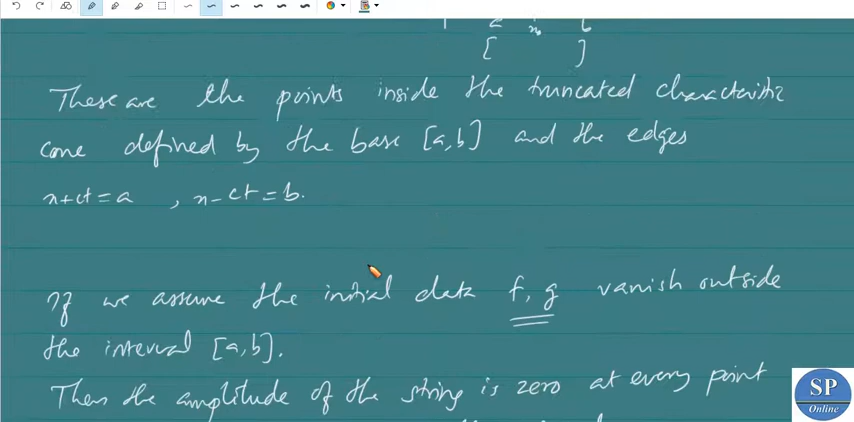 [ ]
These are the points inside the truncated characteristic
cone defined by the base [a,b] and the edges
x+ct=a , x-ct=b.
If we assume the initial data f, g vanish outside
the interval [a,b].
Then the amplitude of the string is zero at every point
SP
Online